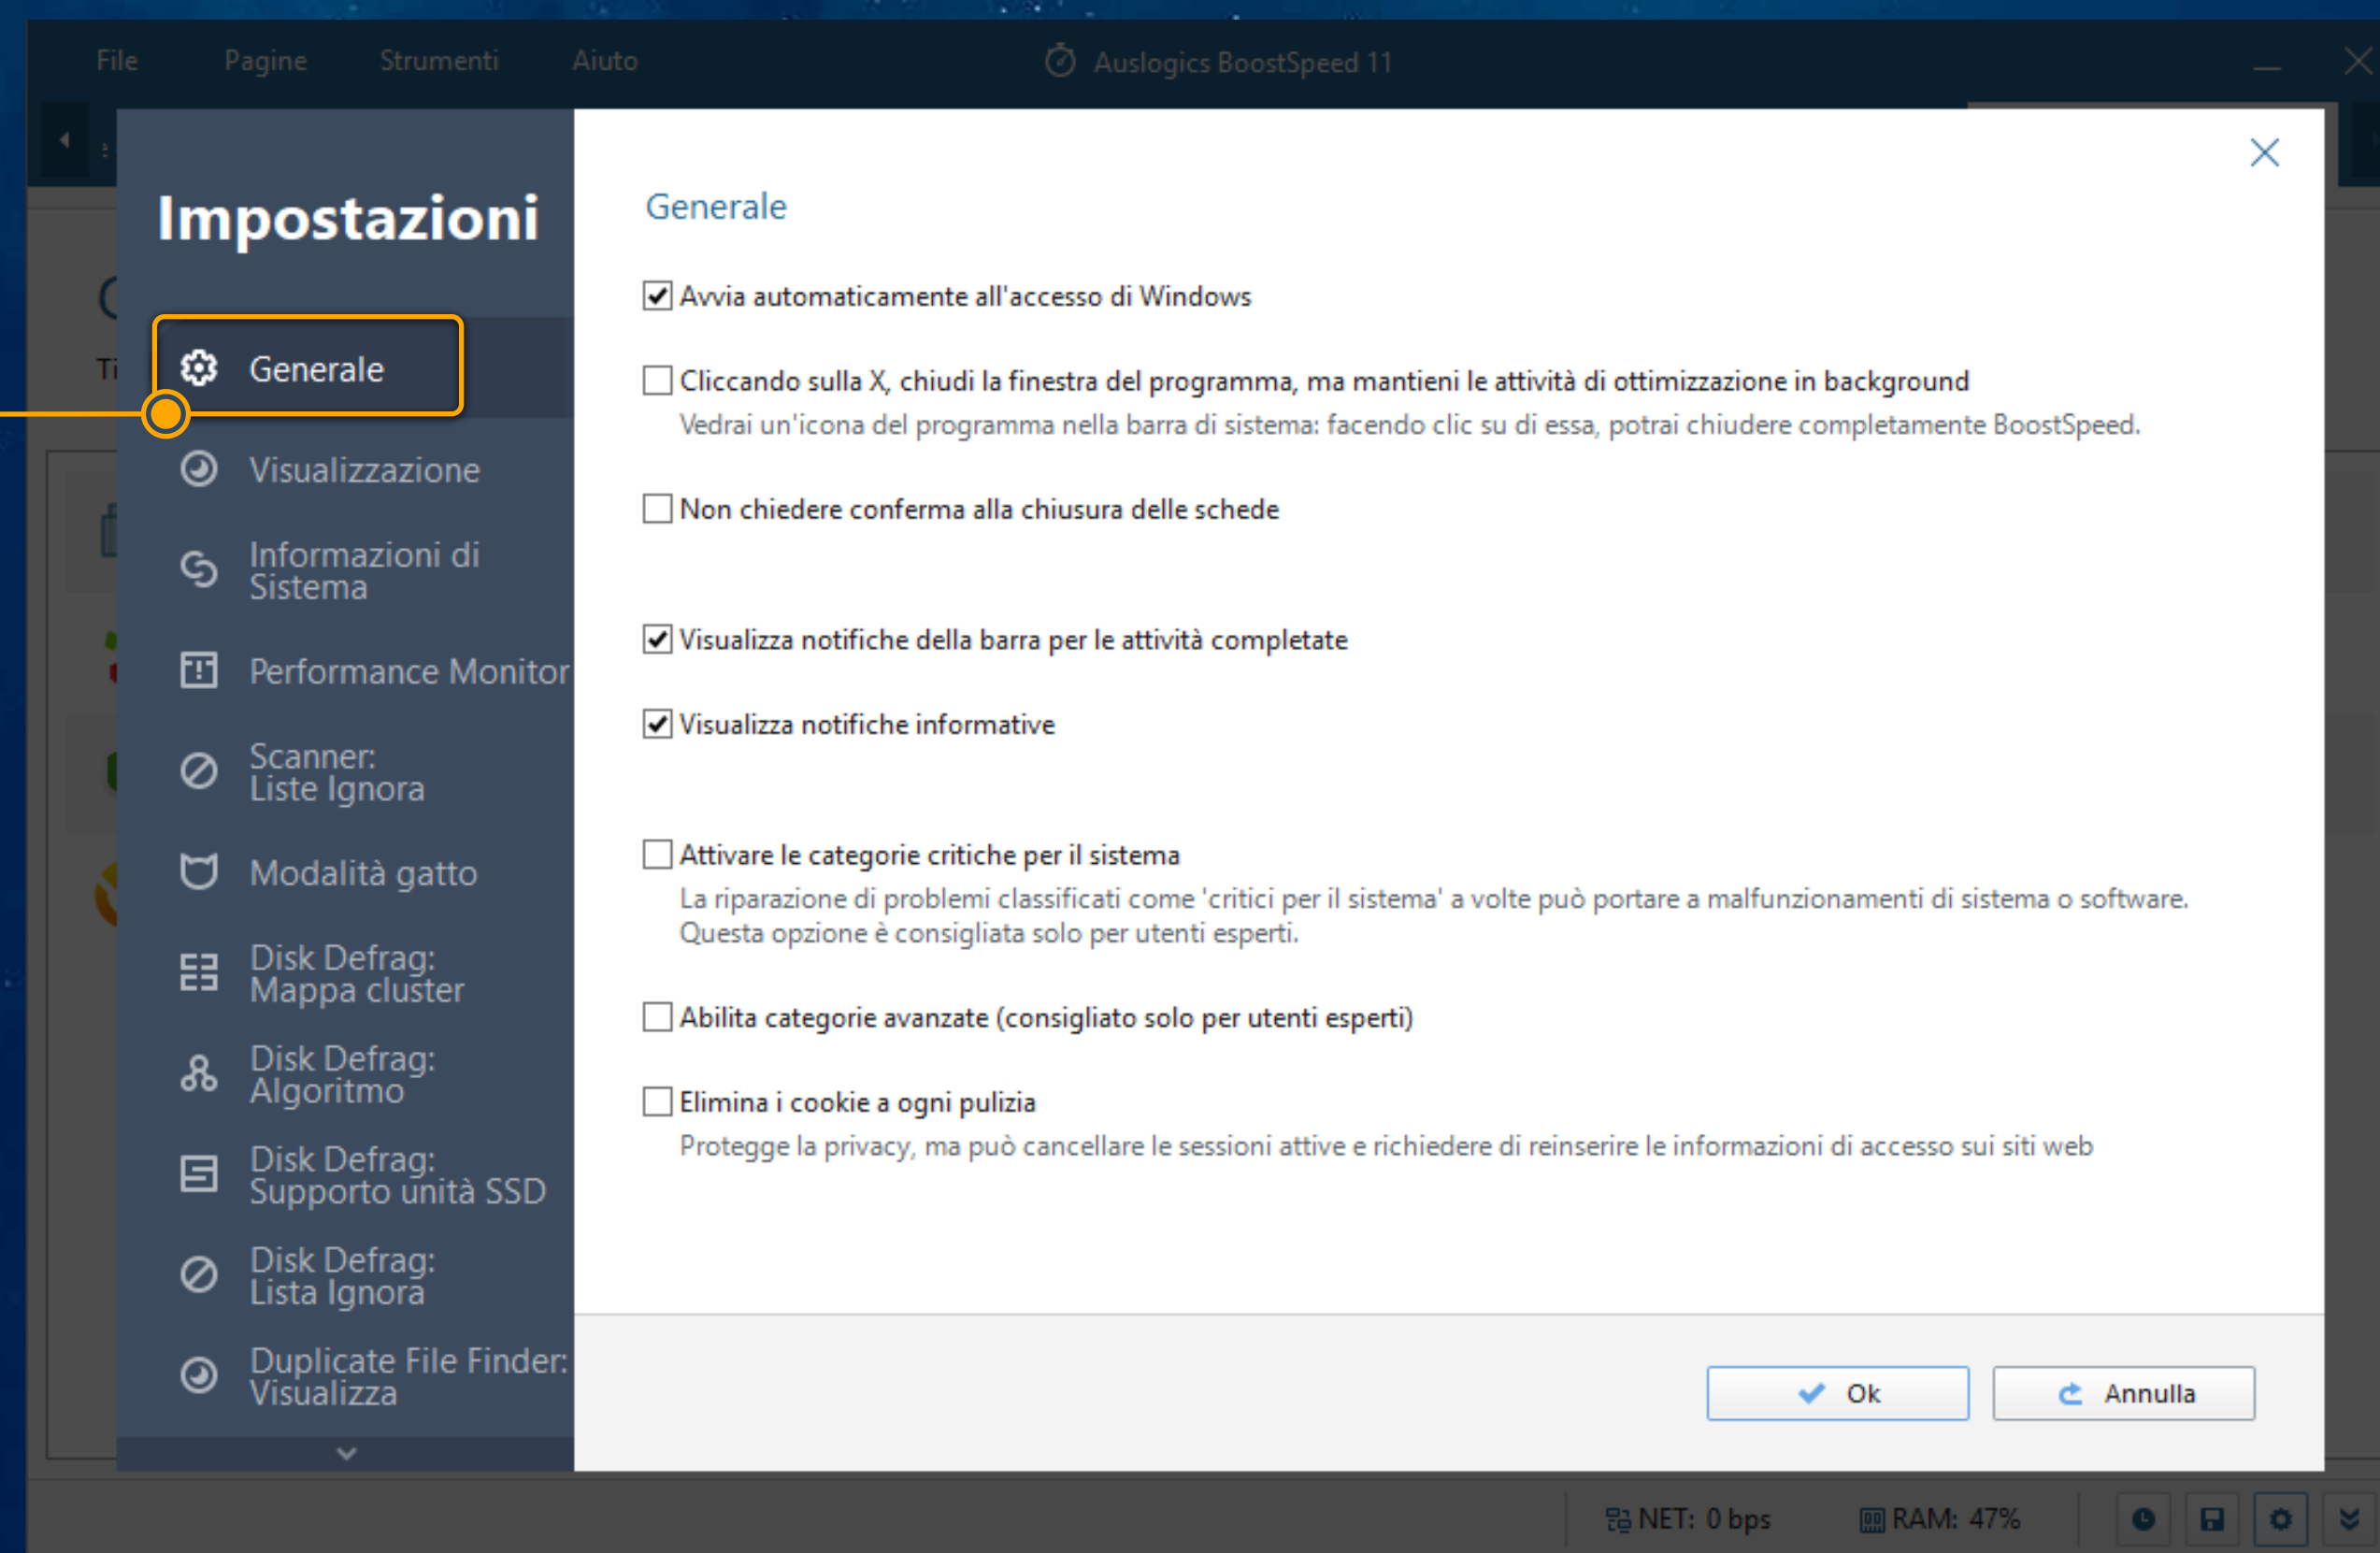 File Pagine Strumenti Aiuto Auslogics BoostSpeed 11
Impostazioni
Generale
Visualizzazione
Informazioni di
Sistema
Performance Monitor
Scanner:
Liste Ignora
Modalità gatto
Disk Defrag:
Mappa cluster
Disk Defrag:
Algoritmo
Disk Defrag:
Supporto unità SSD
Disk Defrag:
Lista Ignora
Duplicate File Finder:
Visualizza
Generale
Avvia automaticamente all'accesso di Windows
Cliccando sulla X, chiudi la finestra del programma, ma mantieni le attività di ottimizzazione in background
Vedrai un'icona del programma nella barra di sistema: facendo clic su di essa, potrai chiudere completamente BoostSpeed.
Non chiedere conferma alla chiusura delle schede
Visualizza notifiche della barra per le attività completate
Visualizza notifiche informative
Attivare le categorie critiche per il sistema
La riparazione di problemi classificati come 'critici per il sistema' a volte può portare a malfunzionamenti di sistema o software.
Questa opzione è consigliata solo per utenti esperti.
Abilita categorie avanzate (consigliato solo per utenti esperti)
Elimina i cookie a ogni pulizia
Protegge la privacy, ma può cancellare le sessioni attive e richiedere di reinserire le informazioni di accesso sui siti web
Ok Annulla
NET: 0 bps RAM: 47%